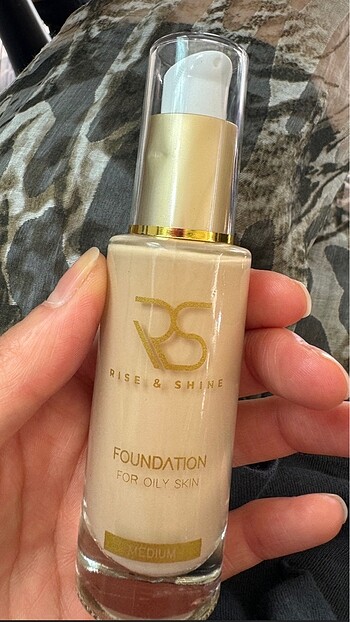 RS
RISE & SHINE
FOUNDATION
FOR OILY SKIN
MEDIUM